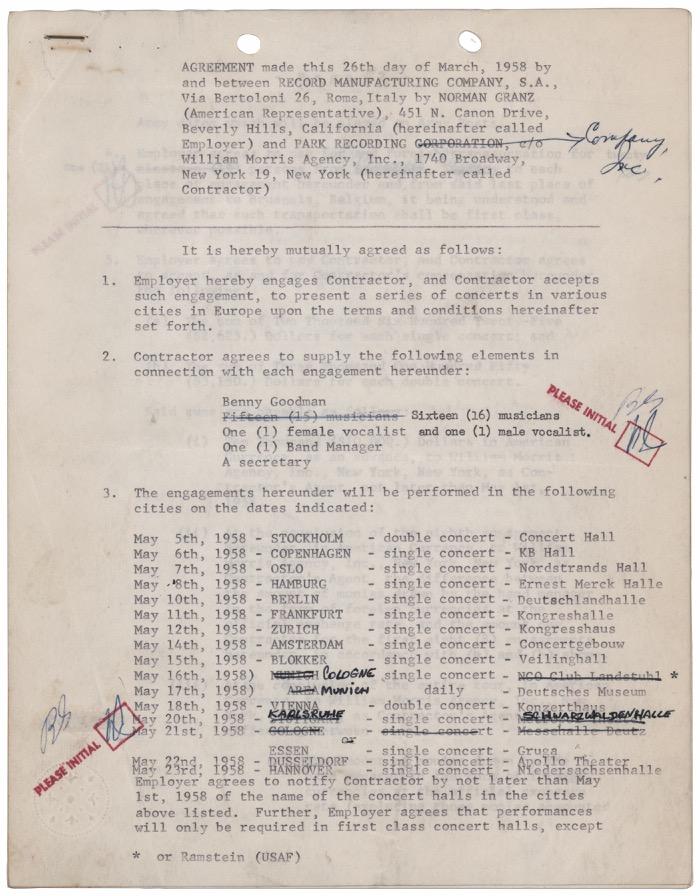 AGREEMENT made this 26th day of March, 1958 by
and between RECORD MANUFACTURING COMPANY, S.A.,
Via Bertoloni 26, Rome, Italy by NORMAN GRANZ
(American Representative), 451 N. Canon Drive,
Beverly Hills, California (hereinafter called
Employer) and PARK RECORDING CORPORATION, c/o Company, Inc.
William Morris Agency, Inc., 1740 Broadway,
New York 19, New York (hereinafter called
Contractor)
PLEASE INITIAL
It is hereby mutually agreed as follows:
1. Employer hereby engages Contractor, and Contractor accepts
such engagement, to present a series of concerts in various
cities in Europe upon the terms and conditions hereinafter
set forth.
2. Contractor agrees to supply the following elements in
connection with each engagement hereunder:
Benny Goodman
Fifteen (15) musicians Sixteen (16) musicians
One (1) female vocalist and one (1) male vocalist.
One (1) Band Manager
A secretary
PLEASE INITIAL BG
3. The engagements hereunder will be performed in the following
cities on the dates indicated:
May 5th, 1958 - STOCKHOLM - double concert - Concert Hall
May 6th, 1958 - COPENHAGEN - single concert - KB Hall
May 7th, 1958 - OSLO - single concert - Nordstrands Hall
May 8th, 1958 - HAMBURG - single concert - Ernest Merck Halle
May 10th, 1958 - BERLIN - single concert - Deutschlandhalle
May 11th, 1958 - FRANKFURT - single concert - Kongreshalle
May 12th, 1958 - ZURICH - single concert - Kongresshaus
May 14th, 1958 - AMSTERDAM - single concert - Concertgebouw
May 15th, 1958 - BLOKKER - single concert - Veilinghall
May 16th, 1958) MUNICH COLOGNE single concert - NCO Club Landstuhl *
May 17th, 1958) AREA MUNICH daily - Deutsches Museum
May 18th, 1958 - VIENNA - double concert - Konzerthaus
May 20th, 1958 - KARLSRUHE - single concert - SCHWARZWALDENHALLE
May 21st, 1958 - COLOGNE - single concert - Messehalle Deutz
or
ESSEN - single concert - Gruga
May 22nd, 1958 - DUSSELDORF - single concert - Apollo Theater
May 23rd, 1958 - HANNOVER - single concert - Niedersachsenhalle
BG PLEASE INITIAL
Employer agrees to notify Contractor by not later than May
1st, 1958 of the name of the concert halls in the cities
above listed. Further, Employer agrees that performances
will only be required in first class concert halls, except
* or Ramstein (USAF)